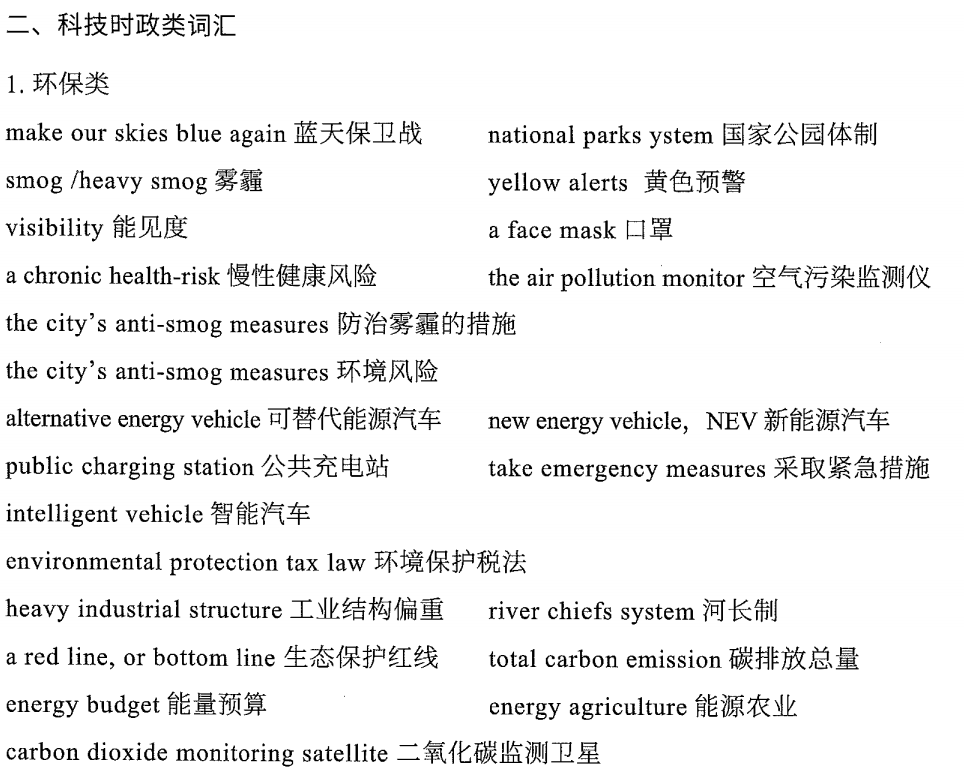 二、科技时政类词汇
1. 环保类
make our skies blue again 蓝天保卫战 national parks ystem 国家公园体制
smog /heavy smog 雾霾 yellow alerts 黄色预警
visibility 能见度 a face mask 口罩
a chronic health-risk 慢性健康风险 the air pollution monitor 空气污染监测仪
the city's anti-smog measures 防治雾霾的措施
the city's anti-smog measures 环境风险
alternative energy vehicle 可替代能源汽车 new energy vehicle，NEV 新能源汽车
public charging station 公共充电站 take emergency measures 采取紧急措施
intelligent vehicle 智能汽车
environmental protection tax law 环境保护税法
heavy industrial structure 工业结构偏重 river chiefs system 河长制
a red line, or bottom line 生态保护红线 total carbon emission 碳排放总量
energy budget 能量预算 energy agriculture 能源农业
carbon dioxide monitoring satellite 二氧化碳监测卫星